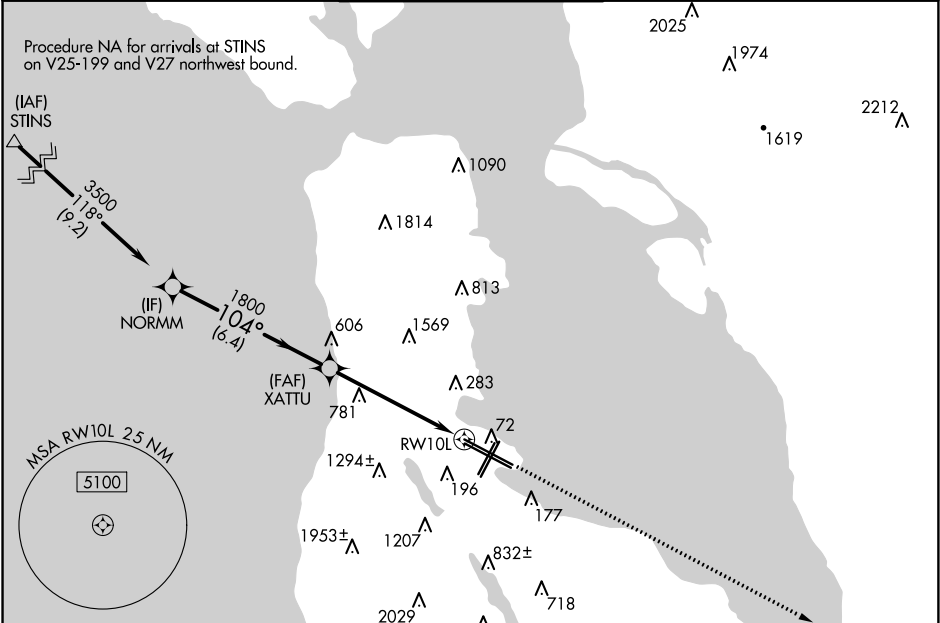 2025
Procedure NA for arrivals at STINS
on V25-199 and V27 northwest bound.
1974
(IAF)
STINS
2212
1619
1090
3500
118°
(9.2)
1814
813
(IF)
NORMM
1800
104°
(6.4)
606
1569
(FAF)
XATTU
283
781
72
RW10L
MSA RW10L 25 NM
5100
1294±
196
177
1953±
1207
832±
718
2029